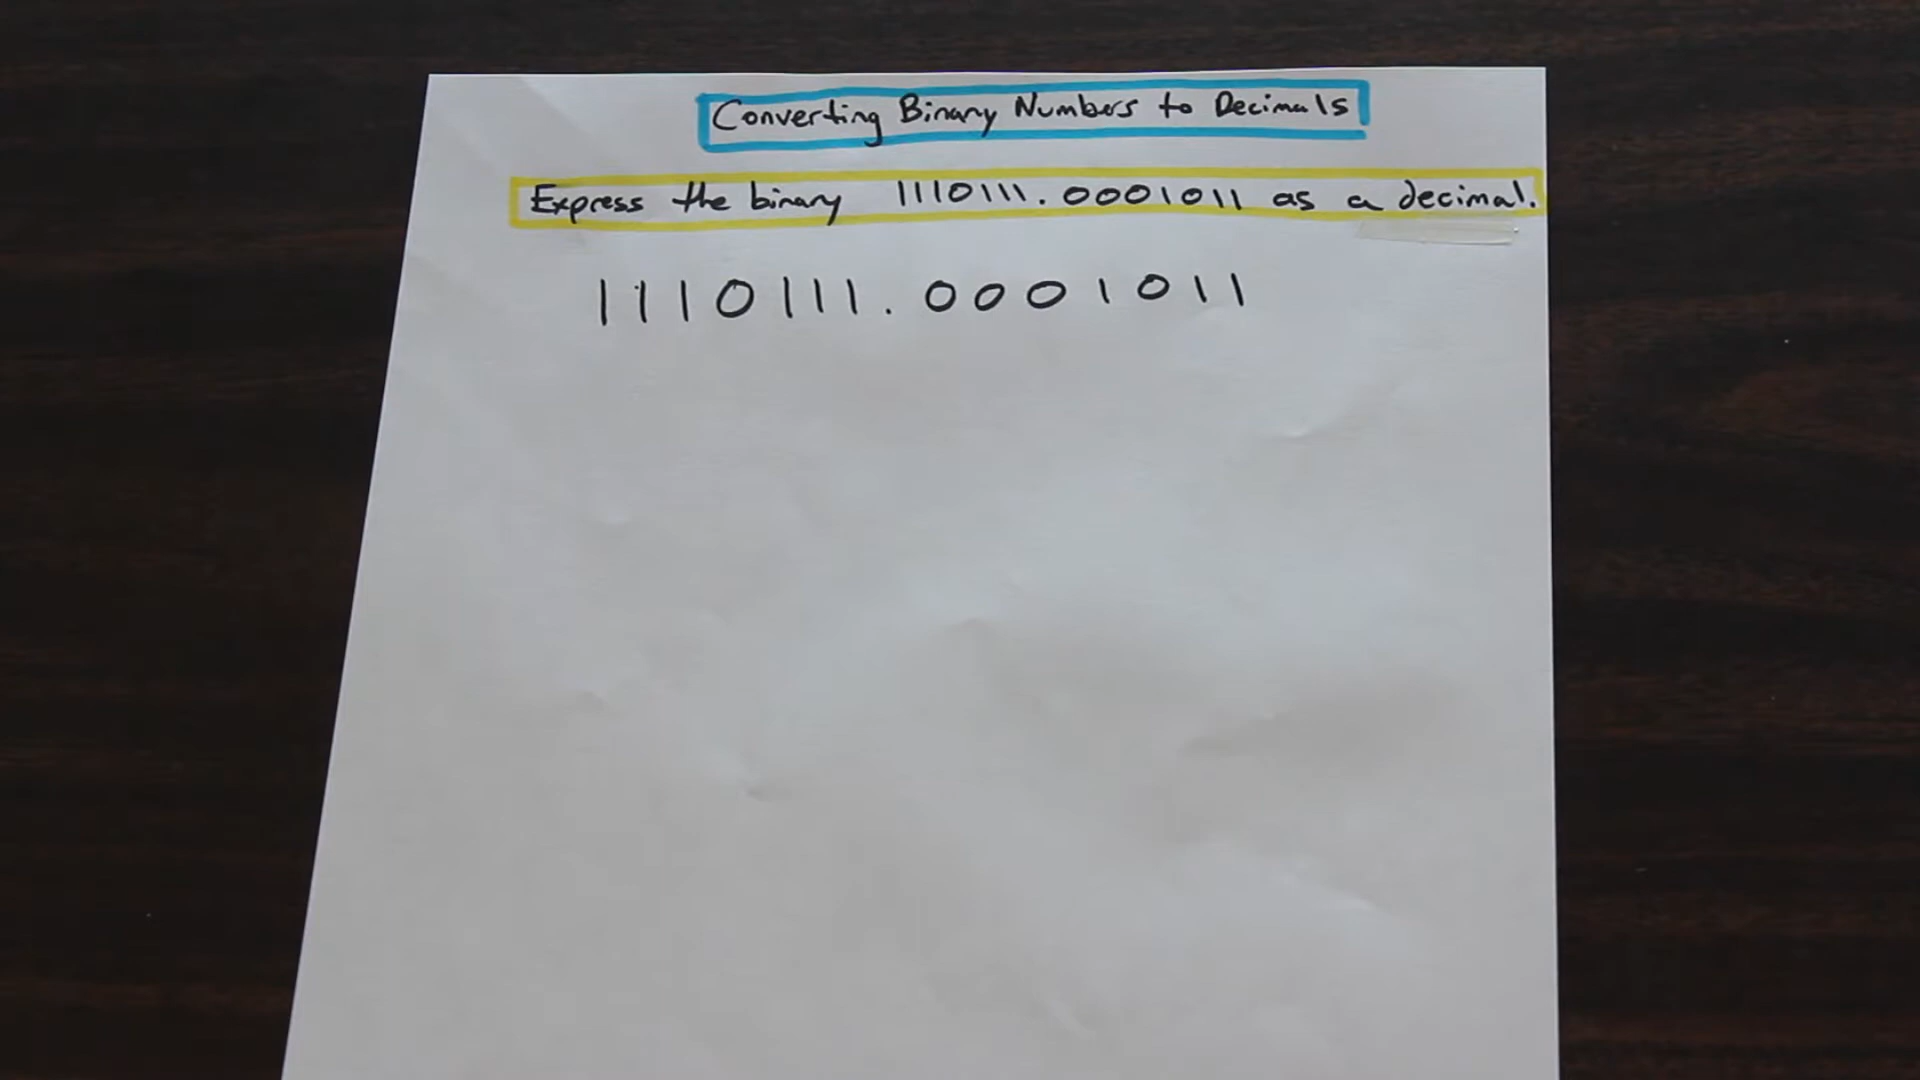 Converting Binary Numbers to Decimals
Express the binary 1110111.0001011 as a decimal.
1110111.0001011